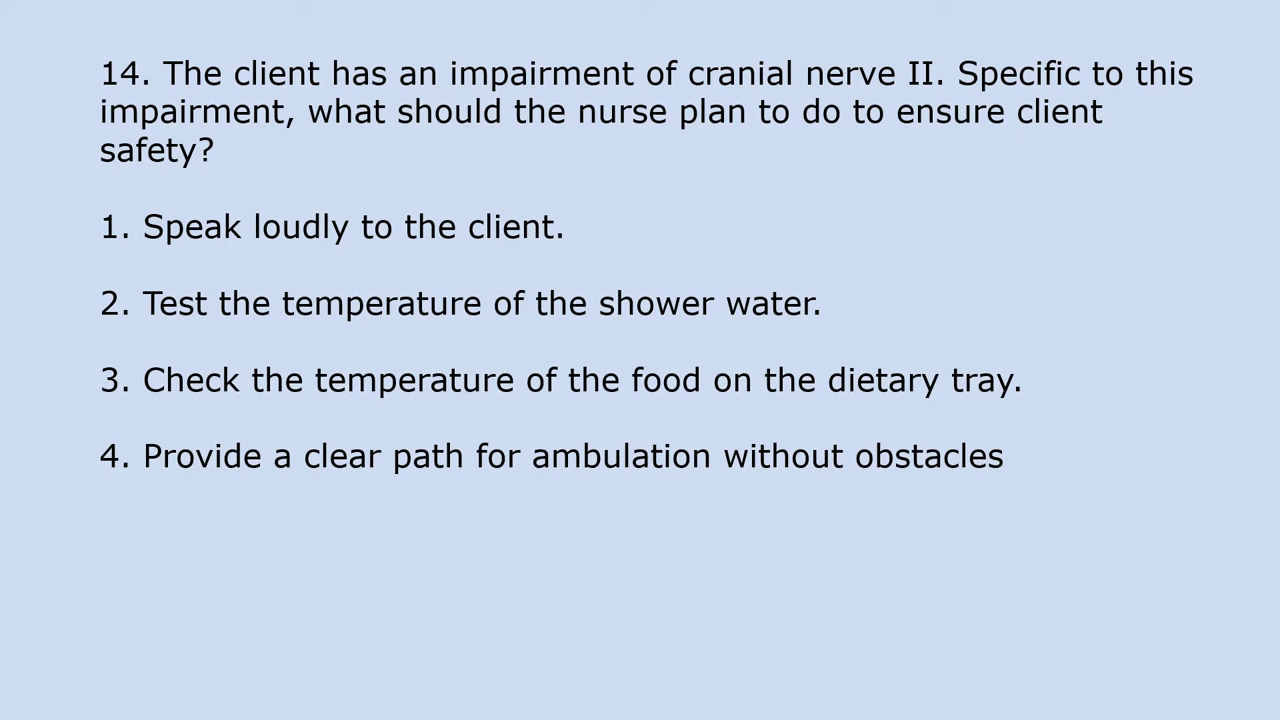 14. The client has an impairment of cranial nerve II. Specific to this
impairment, what should the nurse plan to do to ensure client
safety?
1. Speak loudly to the client.
2. Test the temperature of the shower water.
3. Check the temperature of the food on the dietary tray.
4. Provide a clear path for ambulation without obstacles